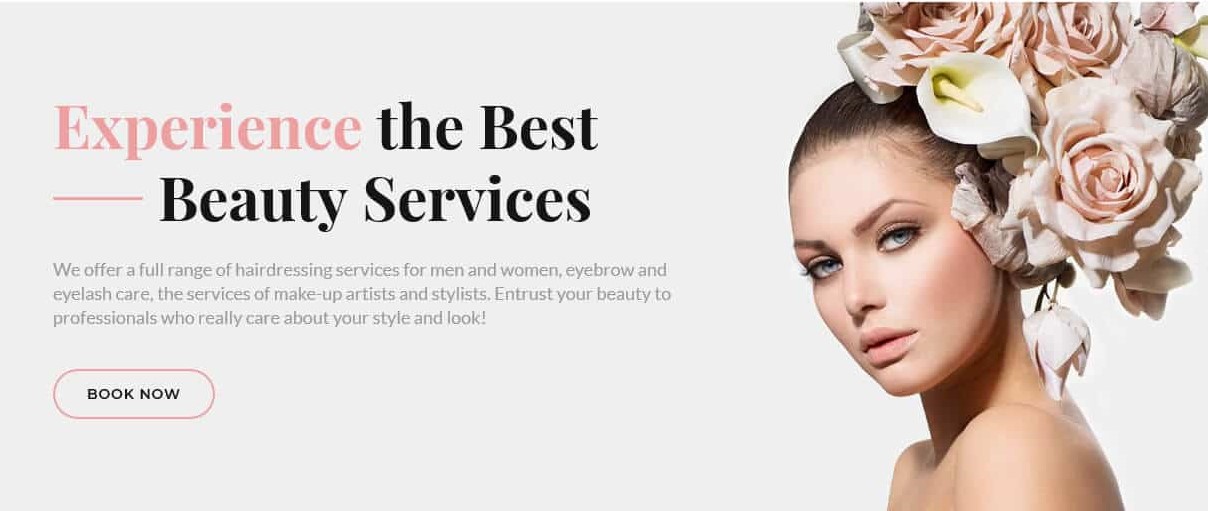 Experience the Best
Beauty Services
We offer a full range of hairdressing services for men and women, eyebrow and
eyelash care, the services of make-up artists and stylists. Entrust your beauty to
professionals who really care about your style and look!
BOOK NOW